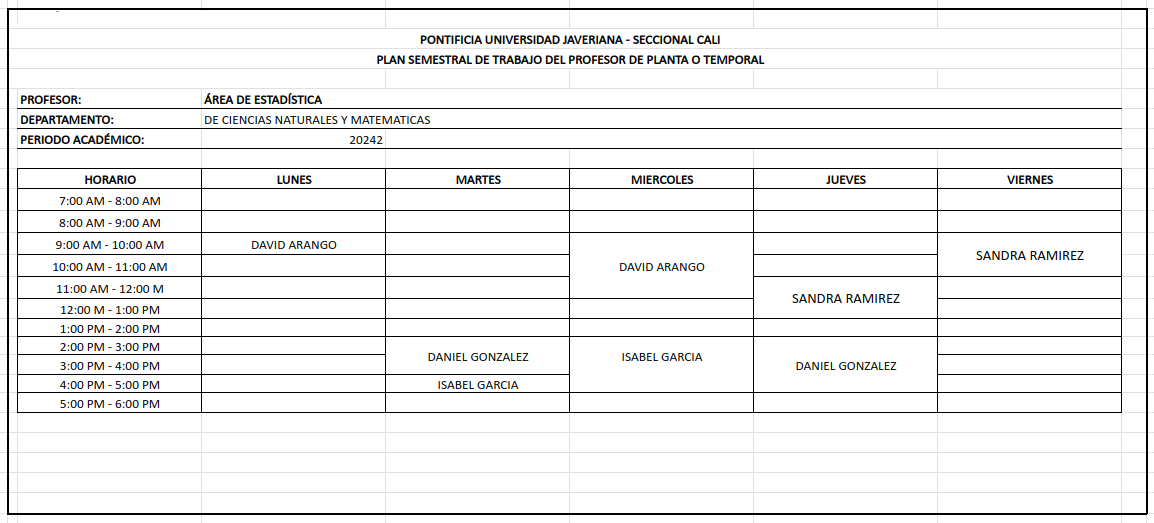 PONTIFICIA UNIVERSIDAD JAVERIANA - SECCIONAL CALI
PLAN SEMESTRAL DE TRABAJO DEL PROFESOR DE PLANTA O TEMPORAL
PROFESOR: ÁREA DE ESTADÍSTICA
DEPARTAMENTO: DE CIENCIAS NATURALES Y MATEMATICAS
PERIODO ACADÉMICO: 20242
HORARIO LUNES MARTES MIERCOLES JUEVES VIERNES
7:00 AM - 8:00 AM
8:00 AM - 9:00 AM
9:00 AM - 10:00 AM DAVID ARANGO
SANDRA RAMIREZ
10:00 AM - 11:00 AM DAVID ARANGO
11:00 AM - 12:00 M
SANDRA RAMIREZ
12:00 M - 1:00 PM
1:00 PM - 2:00 PM
2:00 PM - 3:00 PM
DANIEL GONZALEZ ISABEL GARCIA
3:00 PM - 4:00 PM DANIEL GONZALEZ
4:00 PM - 5:00 PM ISABEL GARCIA
5:00 PM - 6:00 PM